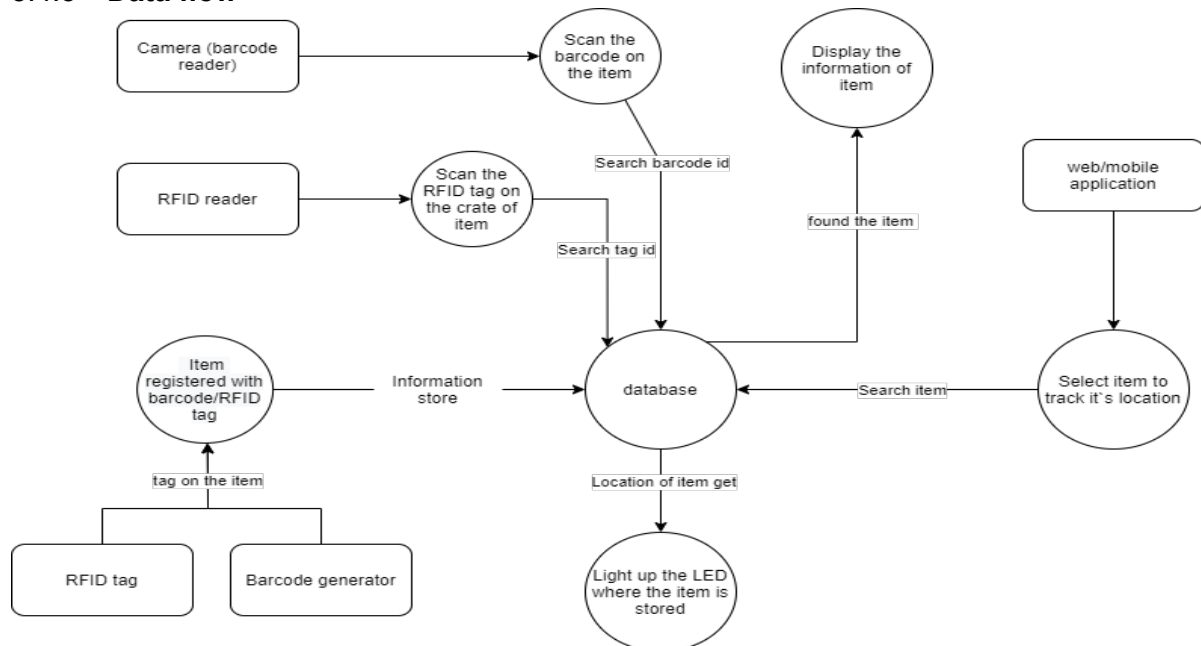 Data flow
Camera (barcode
reader)
Scan the
barcode on
the item
Display the
information of
item
Search barcode id
web/mobile
application
RFID reader
Scan the
RFID tag on
the crate of
item
found the item
Search tag id
Item
registered with
barcode/RFID
tag
Information
store
database
Search item
Select item to
track it`s location
tag on the item
Location of item get
RFID tag
Barcode generator
Light up the LED
where the item is
stored